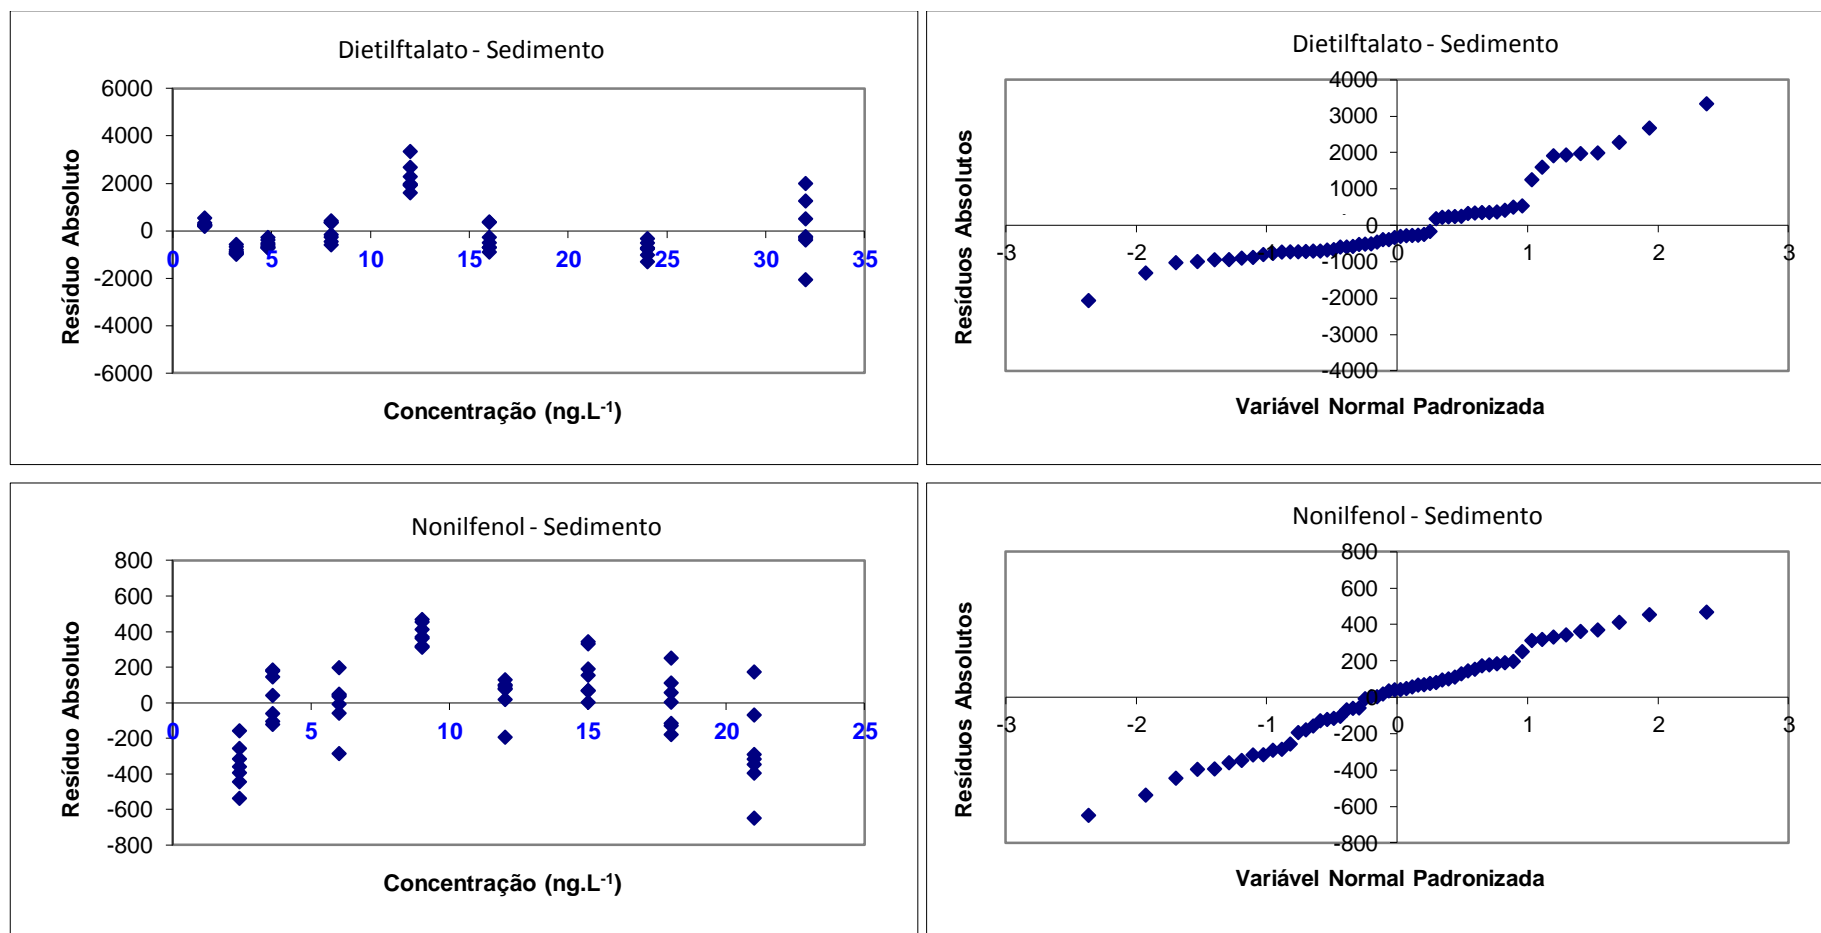 Dietilftalato - Sedimento
6000
4000
2000
0
-2000
-4000
-6000
0 5 10 15 20 25 30 35
Resíduo Absoluto
Concentração (ng.L-1)
Dietilftalato - Sedimento
4000
3000
2000
1000
0
-1000
-2000
-3000
-4000
-3 -2 -1 0 1 2 3
Resíduos Absolutos
Variável Normal Padronizada
Nonilfenol - Sedimento
800
600
400
200
0
-200
-400
-600
-800
0 5 10 15 20 25
Resíduo Absoluto
Concentração (ng.L-1)
Nonilfenol - Sedimento
800
600
400
200
0
-200
-400
-600
-800
-3 -2 -1 0 1 2 3
Resíduos Absolutos
Variável Normal Padronizada